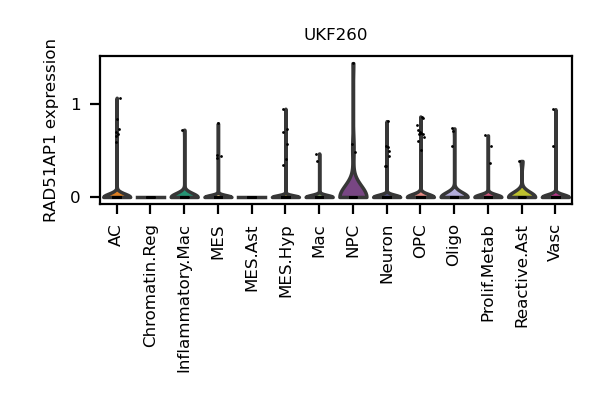 UKF260
RAD51AP1 expression
1
0
AC
Chromatin.Reg
Inflammatory.Mac
MES
MES.Ast
MES.Hyp
Mac
NPC
Neuron
OPC
Oligo
Prolif.Metab
Reactive.Ast
Vasc